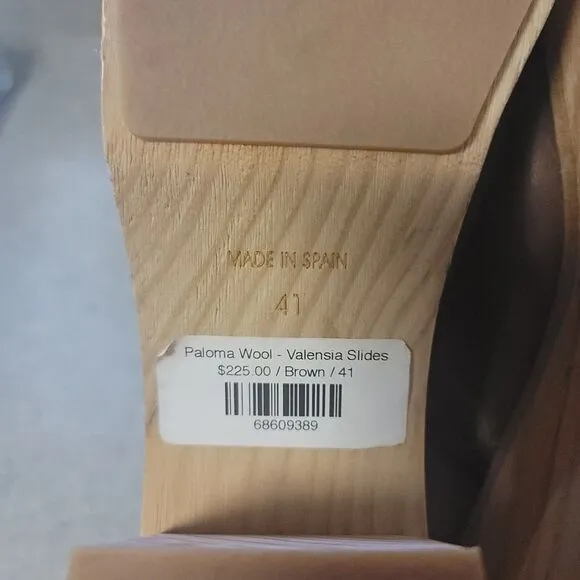 MADE IN SPAIN
41
Paloma Wool - Valensia Slides
$225.00 / Brown / 41
68609389